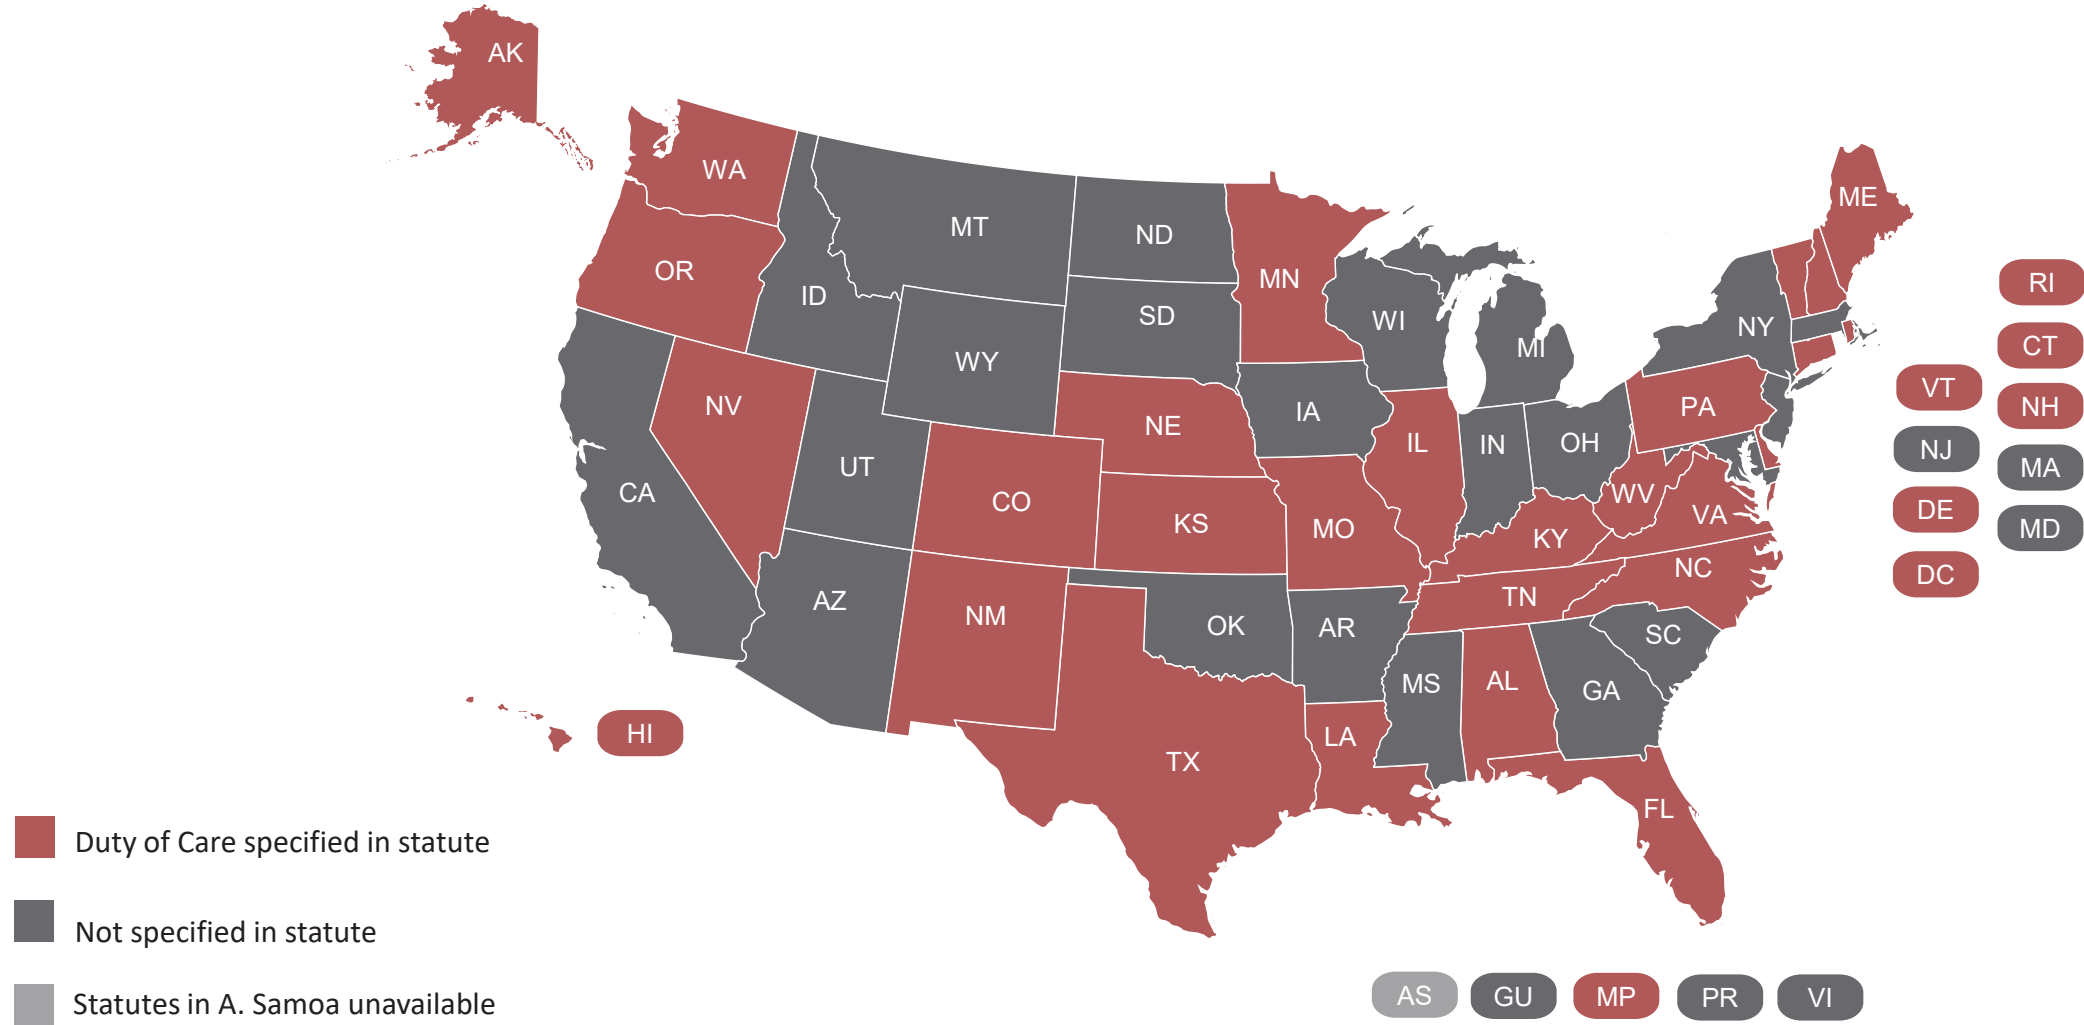 AK
WA
ME
MT
ND
OR
MN
RI
ID
SD
WI
NY
MI
CT
WY
VT
NV
PA
NH
IA
NE
IL
IN
OH
NJ
UT
MA
CA
WV
CO
DE
VA
KS
MO
MD
KY
NC
DC
AZ
TN
NM
OK
AR
SC
MS
AL
GA
HI
LA
TX
FL
Duty of Care specified in statute
Not specified in statute
Statutes in A. Samoa unavailable
AS GU MP PR VI